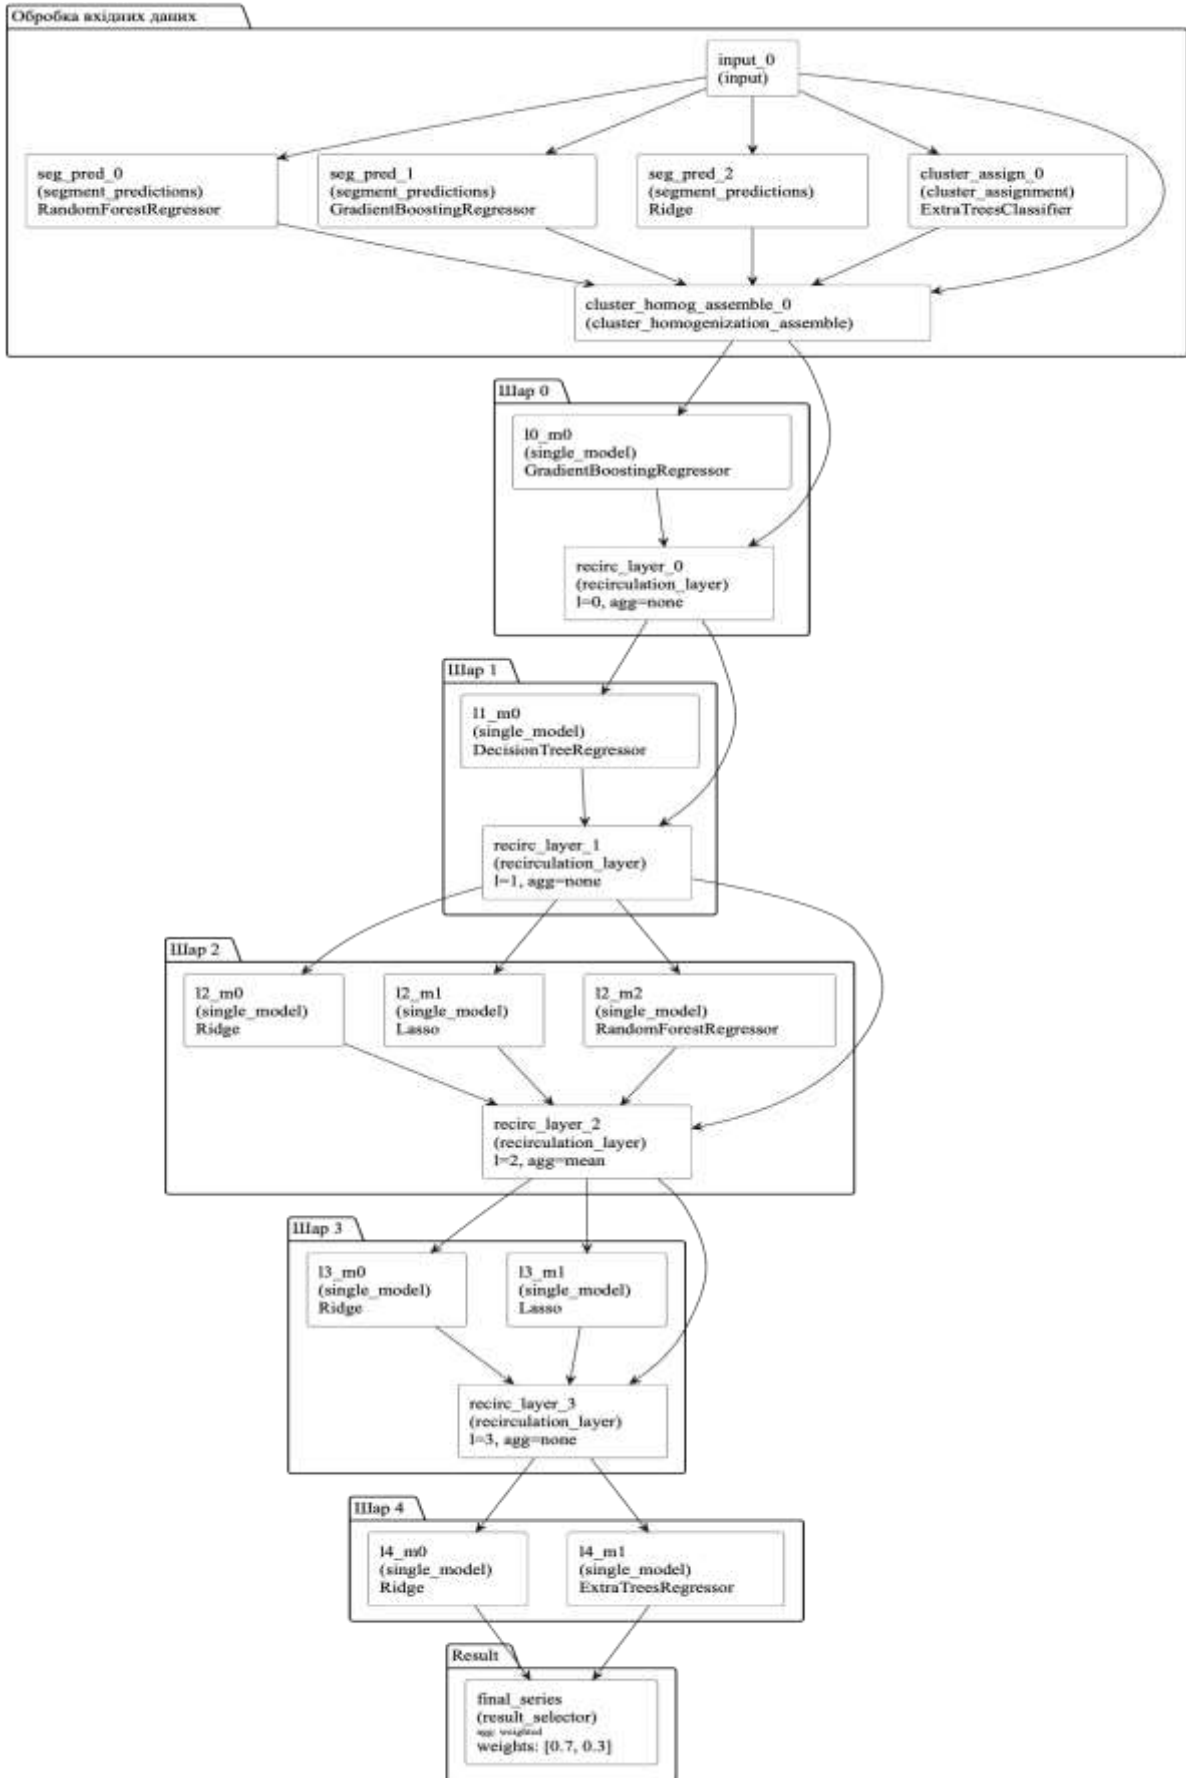 Обробка вхідних даних
input_0
(input)
seg_pred_0
(segment_predictions)
RandomForestRegressor
seg_pred_1
(segment_predictions)
GradientBoostingRegressor
seg_pred_2
(segment_predictions)
Ridge
cluster_assign_0
(cluster_assignment)
ExtraTreesClassifier
cluster_homog_assemble_0
(cluster_homogenization_assemble)
Шар 0
l0_m0
(single_model)
GradientBoostingRegressor
recirc_layer_0
(recirculation_layer)
l=0, agg=none
Шар 1
l1_m0
(single_model)
DecisionTreeRegressor
recirc_layer_1
(recirculation_layer)
l=1, agg=none
Шар 2
l2_m0
(single_model)
Ridge
l2_m1
(single_model)
Lasso
l2_m2
(single_model)
RandomForestRegressor
recirc_layer_2
(recirculation_layer)
l=2, agg=mean
Шар 3
l3_m0
(single_model)
Ridge
l3_m1
(single_model)
Lasso
recirc_layer_3
(recirculation_layer)
l=3, agg=none
Шар 4
l4_m0
(single_model)
Ridge
l4_m1
(single_model)
ExtraTreesRegressor
Result
final_series
(result_selector)
agg: weighted
weights: [0.7, 0.3]